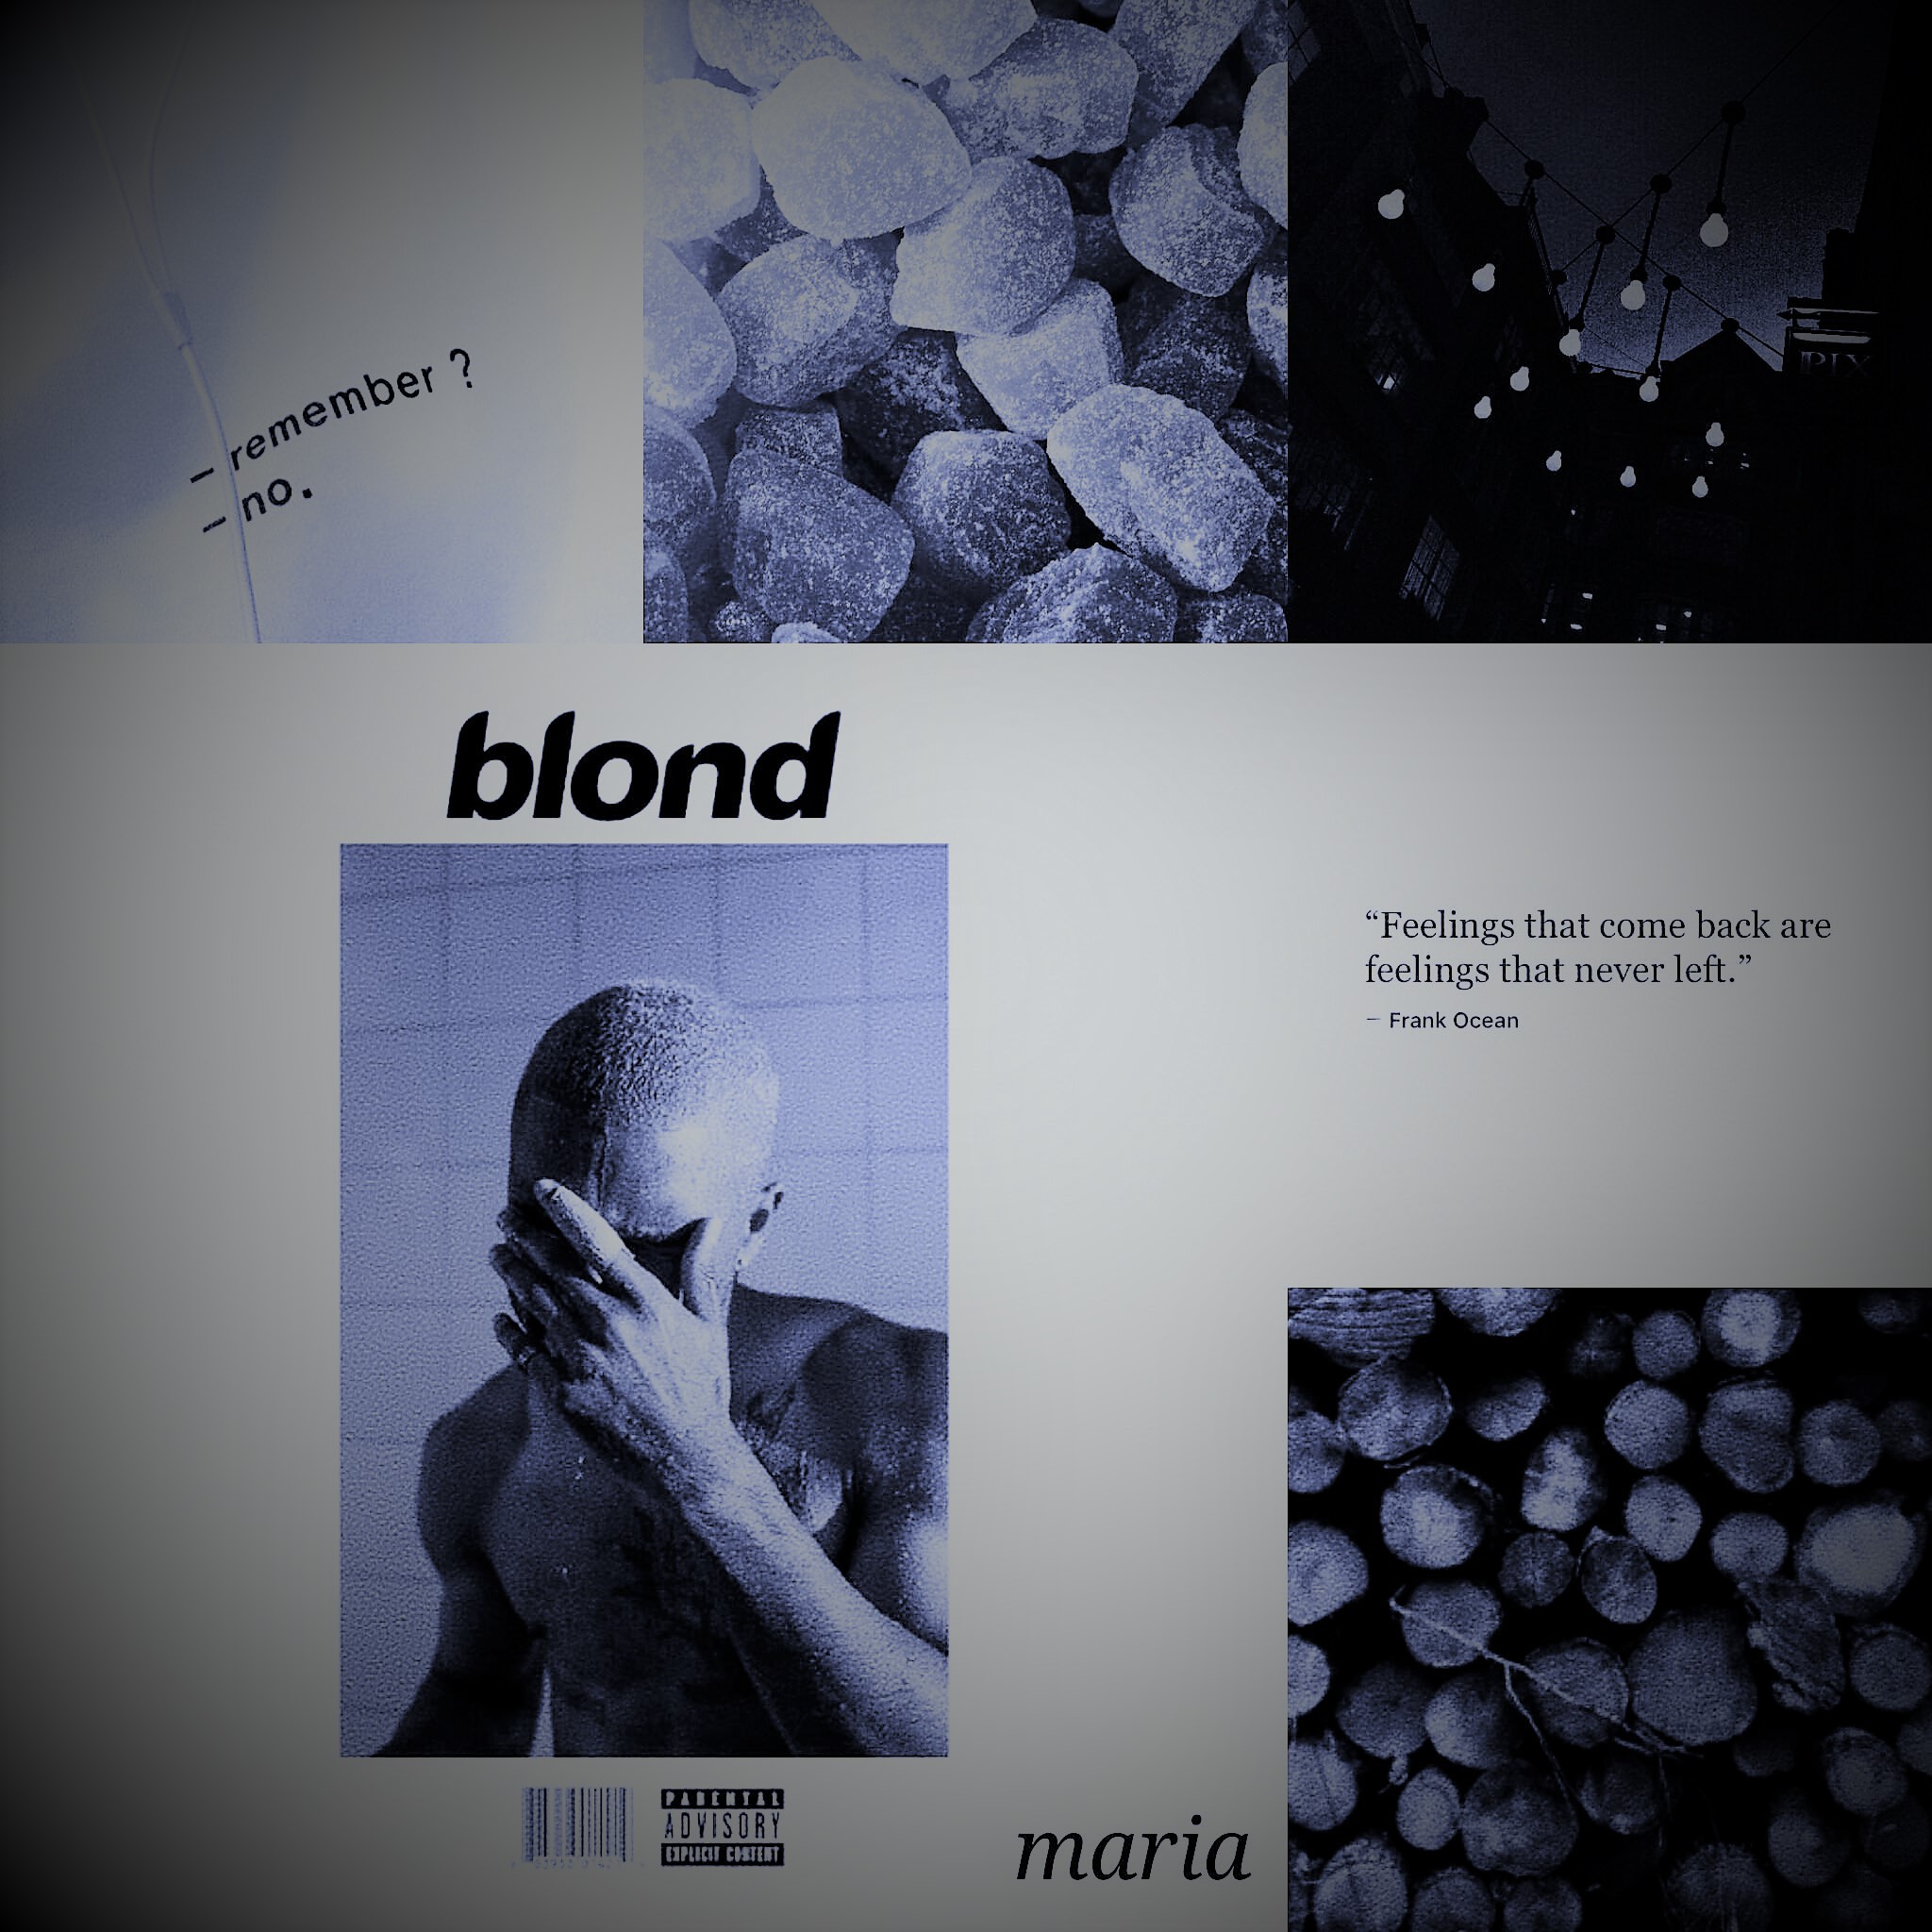 – remember ?
– no.
PIX
blond
“Feelings that come back are
feelings that never left.”
– Frank Ocean
PARENTAL
ADVISORY
EXPLICIT CONTENT
maria